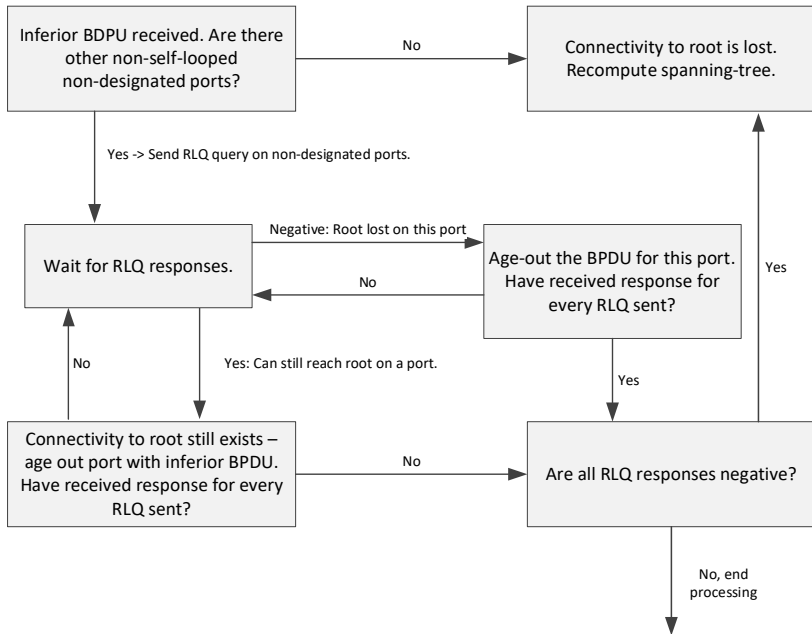 Inferior BDPU received. Are there
other non-self-looped
non-designated ports?
No
Connectivity to root is lost.
Recompute spanning-tree.
Yes -> Send RLQ query on non-designated ports.
Wait for RLQ responses.
Negative: Root lost on this port
No
Age-out the BPDU for this port.
Have received response for
every RLQ sent?
Yes
No
Yes: Can still reach root on a port.
Yes
Connectivity to root still exists –
age out port with inferior BPDU.
Have received response for every
RLQ sent?
No
Are all RLQ responses negative?
No, end
processing